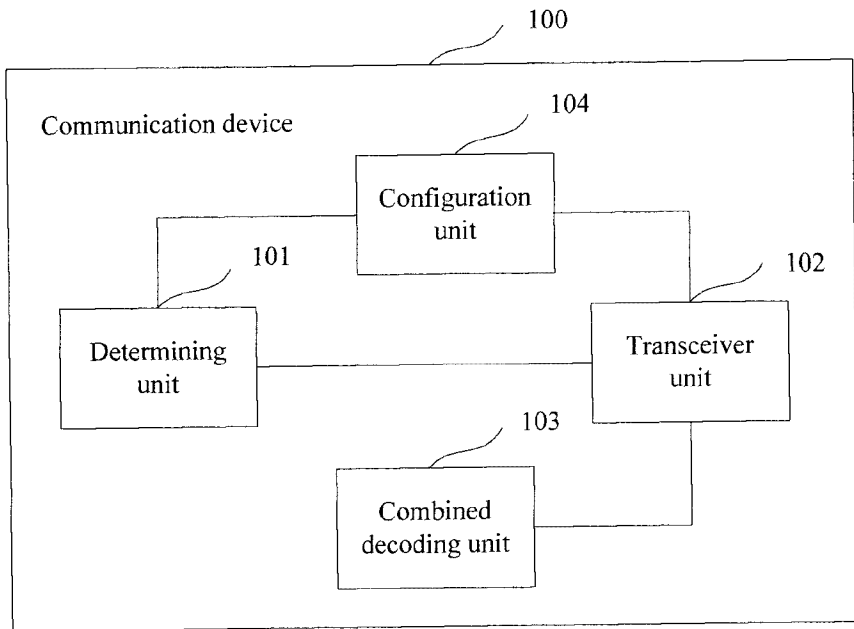 100
Communication device
104
Configuration
unit
101
102
Determining
unit
Transceiver
unit
103
Combined
decoding unit